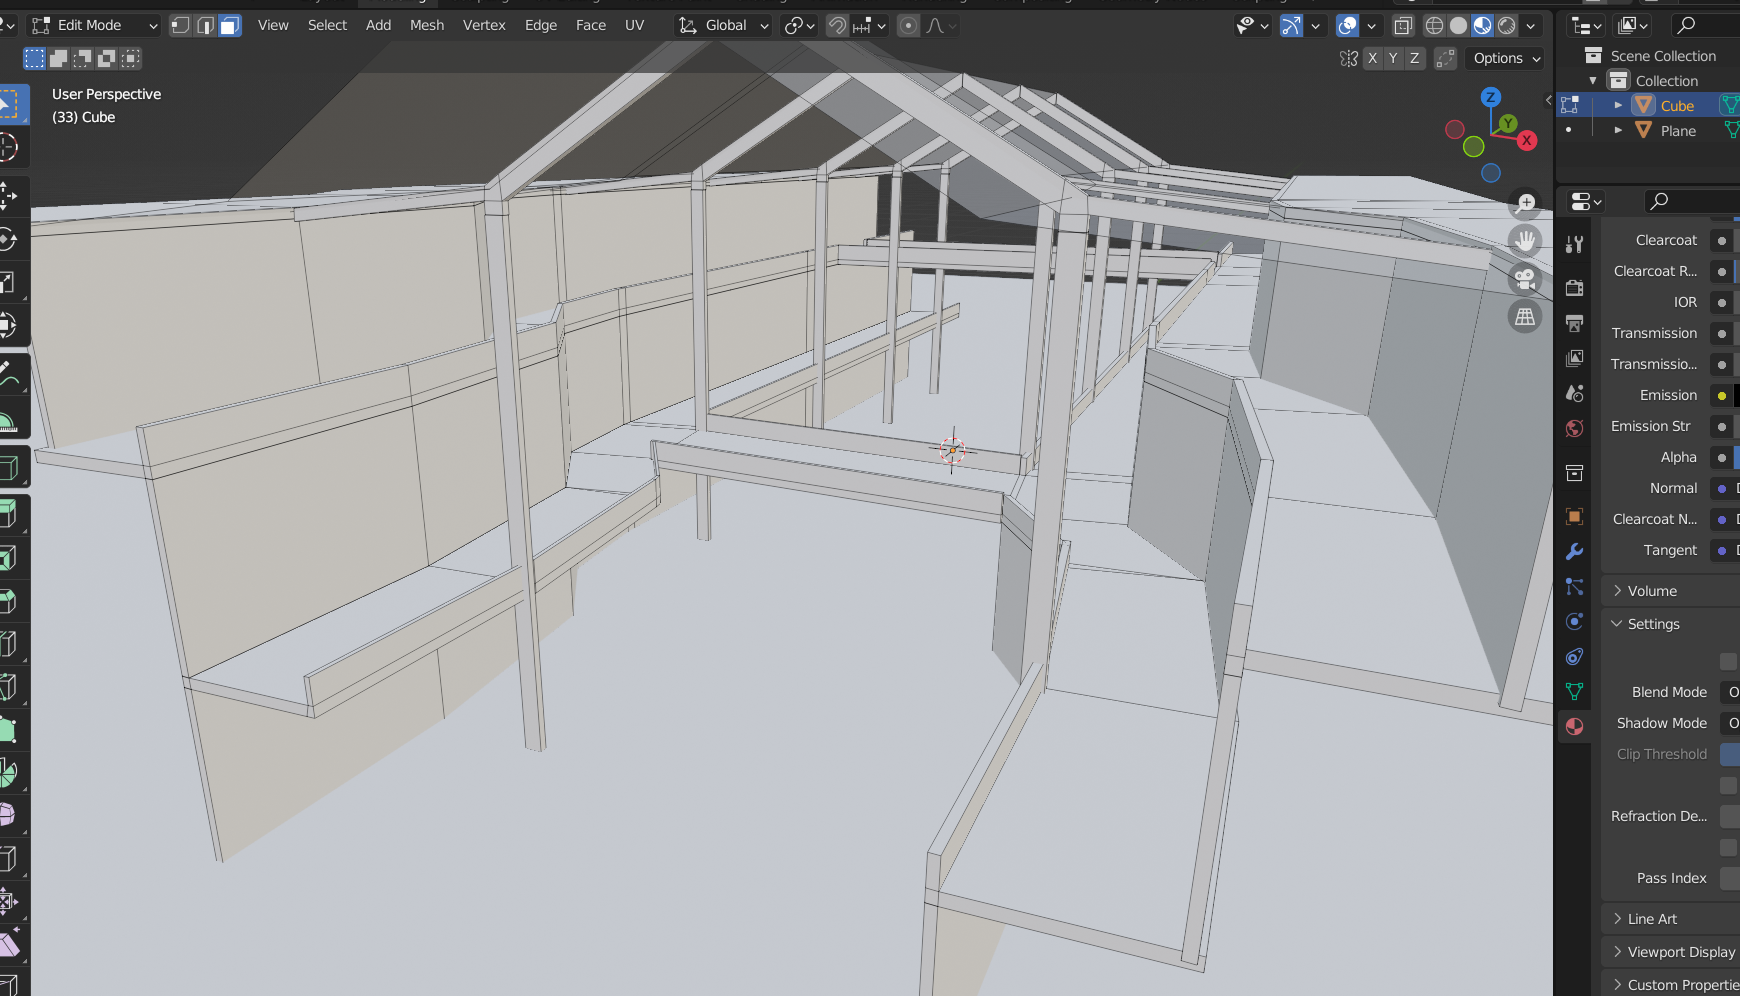 Edit Mode
View Select Add Mesh Vertex Edge Face UV
Global
X Y Z
Options
User Perspective
(33) Cube
Z
Y
X
Scene Collection
Collection
Cube
Plane
Clearcoat
Clearcoat R...
IOR
Transmission
Transmissio...
Emission
Emission Str
Alpha
Normal
Clearcoat N...
Tangent
Volume
Settings
Blend Mode
Shadow Mode
Clip Threshold
Refraction De...
Pass Index
Line Art
Viewport Display
Custom Propertie